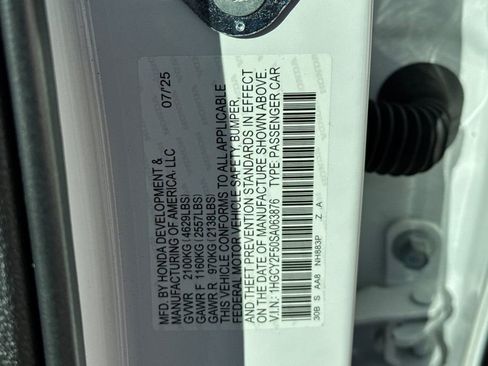 MFD. BY HONDA DEVELOPMENT & 07/'25
MANUFACTURING OF AMERICA, LLC
GVWR 2100KG (4629LBS)
GAWR F 1160KG (2557LBS)
GAWR R 970KG (2138LBS)
THIS VEHICLE CONFORMS TO ALL APPLICABLE
FEDERAL MOTOR VEHICLE SAFETY, BUMPER,
AND THEFT PREVENTION STANDARDS IN EFFECT
ON THE DATE OF MANUFACTURE SHOWN ABOVE.
V.I.N.: 1HGCY2F50SA063876 TYPE: PASSENGER CAR
30B S AA8 NH883P Z A